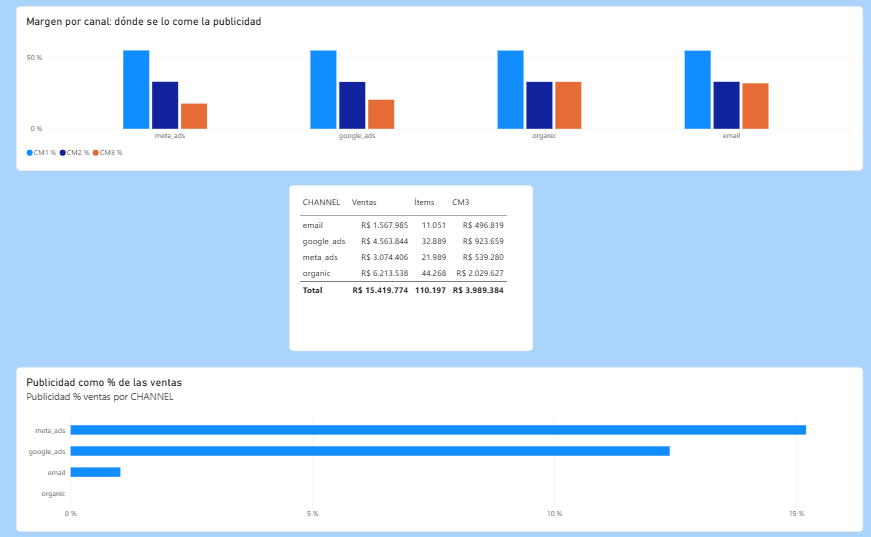 Margen por canal: dónde se lo come la publicidad
50 %
0 %
meta_ads google_ads organic email
CM1 % CM2 % CM3 %
CHANNEL Ventas Ítems CM3
email R$ 1.567.985 11.051 R$ 496.819
google_ads R$ 4.563.844 32.889 R$ 923.659
meta_ads R$ 3.074.406 21.989 R$ 539.280
organic R$ 6.213.538 44.268 R$ 2.029.627
Total R$ 15.419.774 110.197 R$ 3.989.384
Publicidad como % de las ventas
Publicidad % ventas por CHANNEL
meta_ads
google_ads
email
organic
0 % 5 % 10 % 15 %